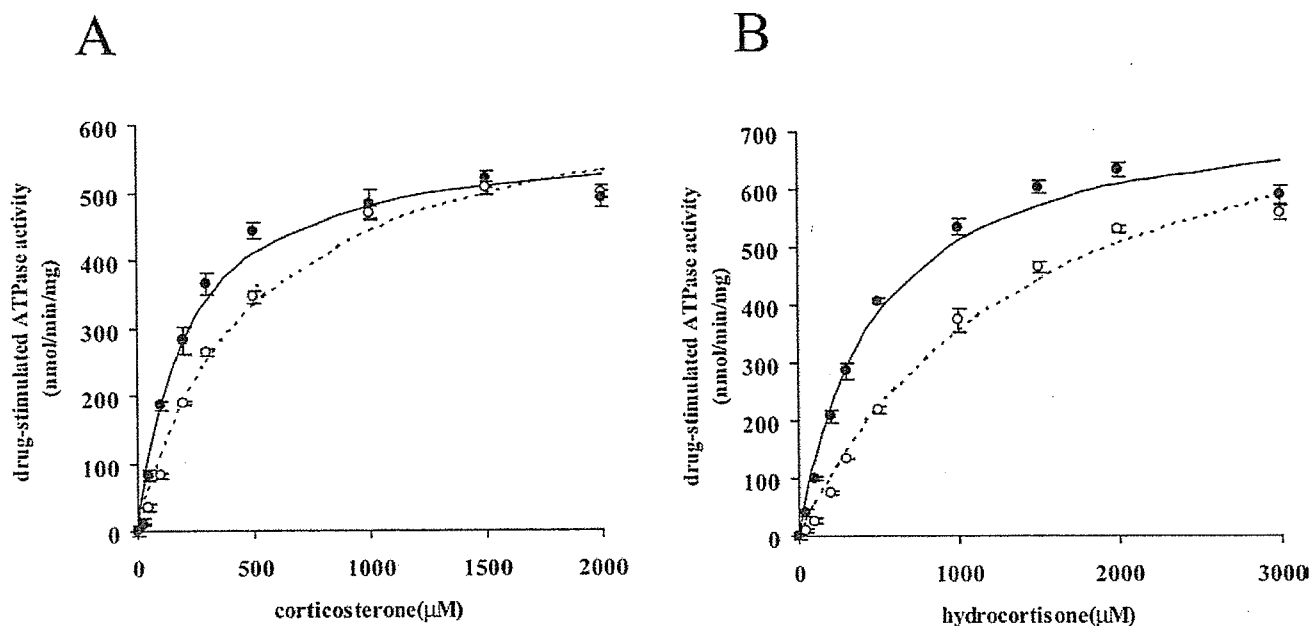 A
B
drug-stimulated ATPase activity
(nmol/min/mg)
600
500
400
300
200
100
0
0 500 1000 1500 2000
corticosterone(μM)
drug-stimulated ATPase activity
(nmol/min/mg)
700
600
500
400
300
200
100
0
0 1000 2000 3000
hydrocortisone(μM)